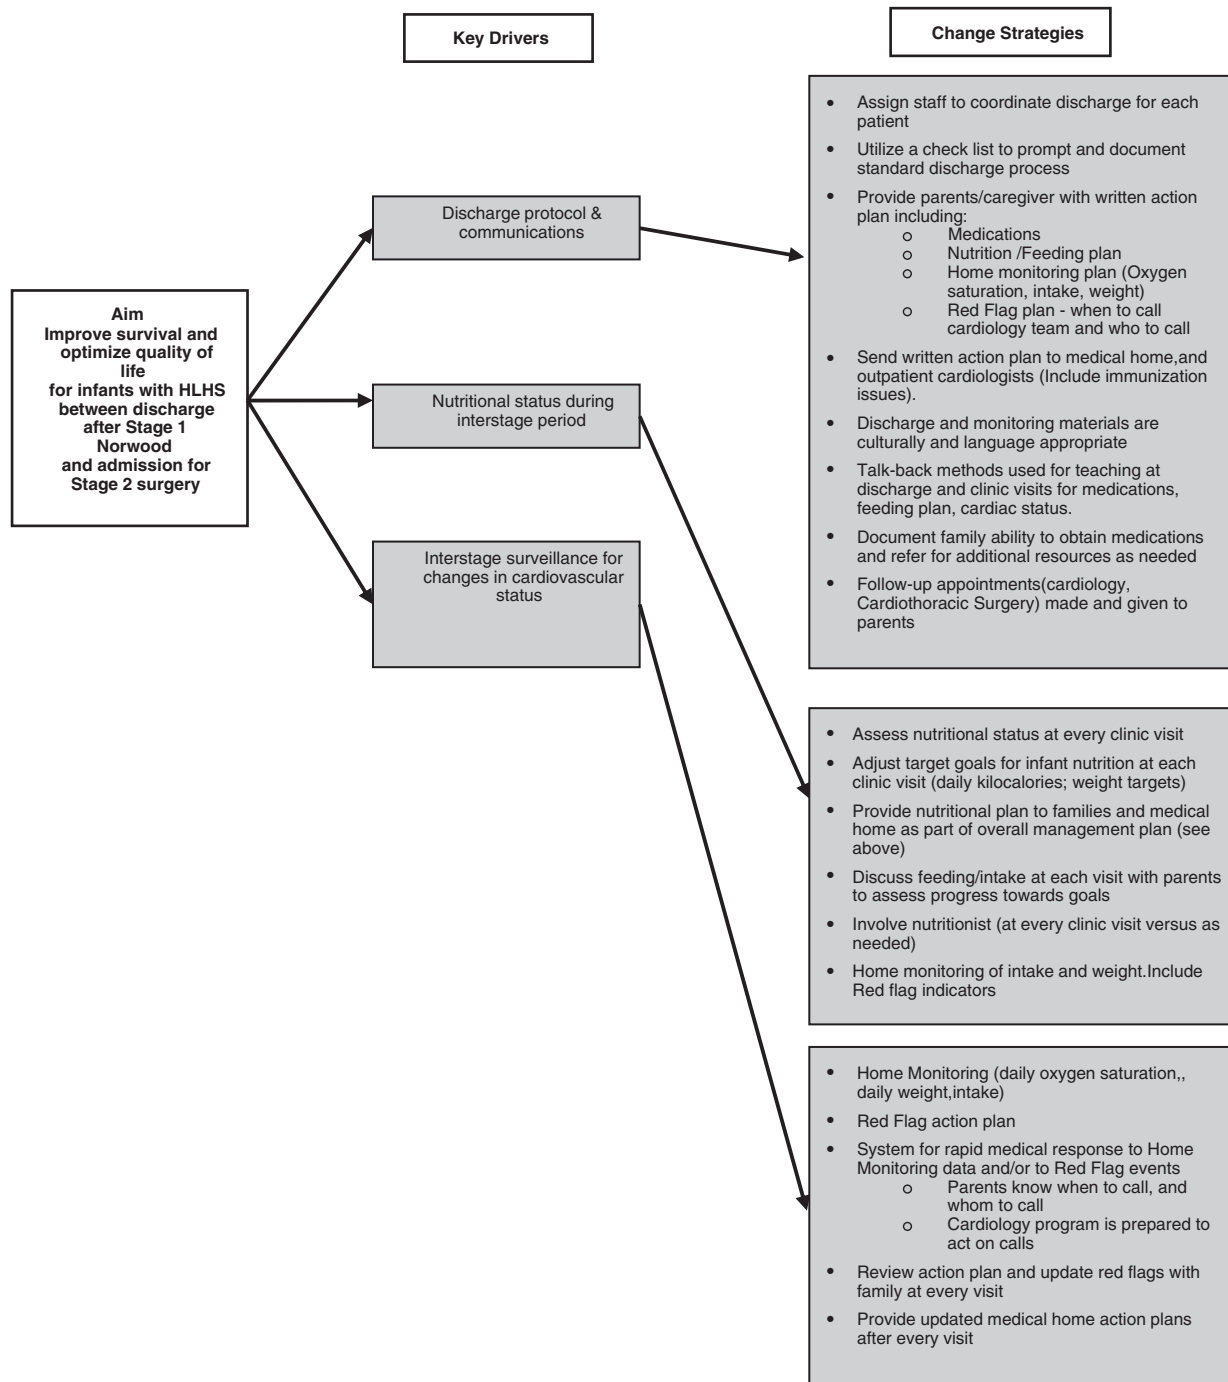 Key Drivers
Change Strategies
Aim
Improve survival and
optimize quality of
life
for infants with HLHS
between discharge
after Stage 1
Norwood
and admission for
Stage 2 surgery
Discharge protocol &
communications
Nutritional status during
interstage period
Interstage surveillance for
changes in cardiovascular
status
• Assign staff to coordinate discharge for each
patient
• Utilize a check list to prompt and document
standard discharge process
• Provide parents/caregiver with written action
plan including:
o Medications
o Nutrition /Feeding plan
o Home monitoring plan (Oxygen
saturation, intake, weight)
o Red Flag plan - when to call
cardiology team and who to call
• Send written action plan to medical home,and
outpatient cardiologists (Include immunization
issues).
• Discharge and monitoring materials are
culturally and language appropriate
• Talk-back methods used for teaching at
discharge and clinic visits for medications,
feeding plan, cardiac status.
• Document family ability to obtain medications
and refer for additional resources as needed
• Follow-up appointments(cardiology,
Cardiothoracic Surgery) made and given to
parents
• Assess nutritional status at every clinic visit
• Adjust target goals for infant nutrition at each
clinic visit (daily kilocalories; weight targets)
• Provide nutritional plan to families and medical
home as part of overall management plan (see
above)
• Discuss feeding/intake at each visit with parents
to assess progress towards goals
• Involve nutritionist (at every clinic visit versus as
needed)
• Home monitoring of intake and weight.Include
Red flag indicators
• Home Monitoring (daily oxygen saturation,,
daily weight,intake)
• Red Flag action plan
• System for rapid medical response to Home
Monitoring data and/or to Red Flag events
o Parents know when to call, and
whom to call
o Cardiology program is prepared to
act on calls
• Review action plan and update red flags with
family at every visit
• Provide updated medical home action plans
after every visit